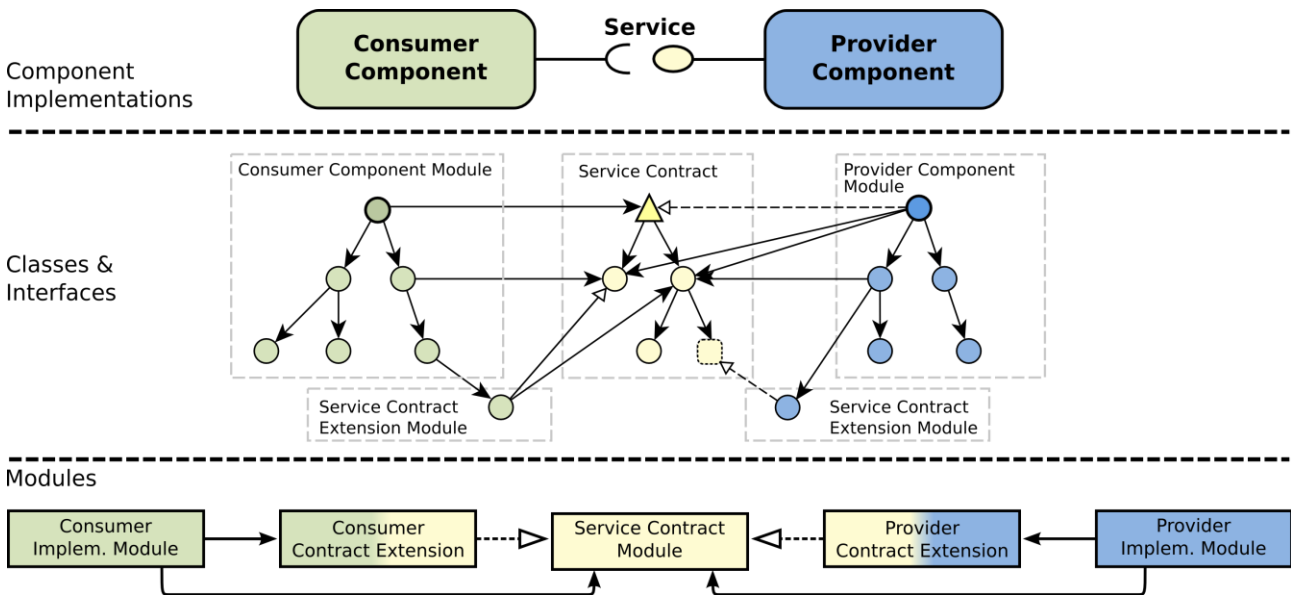 Service
Consumer
Component
Provider
Component
Component
Implementations
Consumer Component Module
Service Contract
Provider Component
Module
Classes &
Interfaces
Service Contract
Extension Module
Service Contract
Extension Module
Modules
Consumer
Implem. Module
Consumer
Contract Extension
Service Contract
Module
Provider
Contract Extension
Provider
Implem. Module